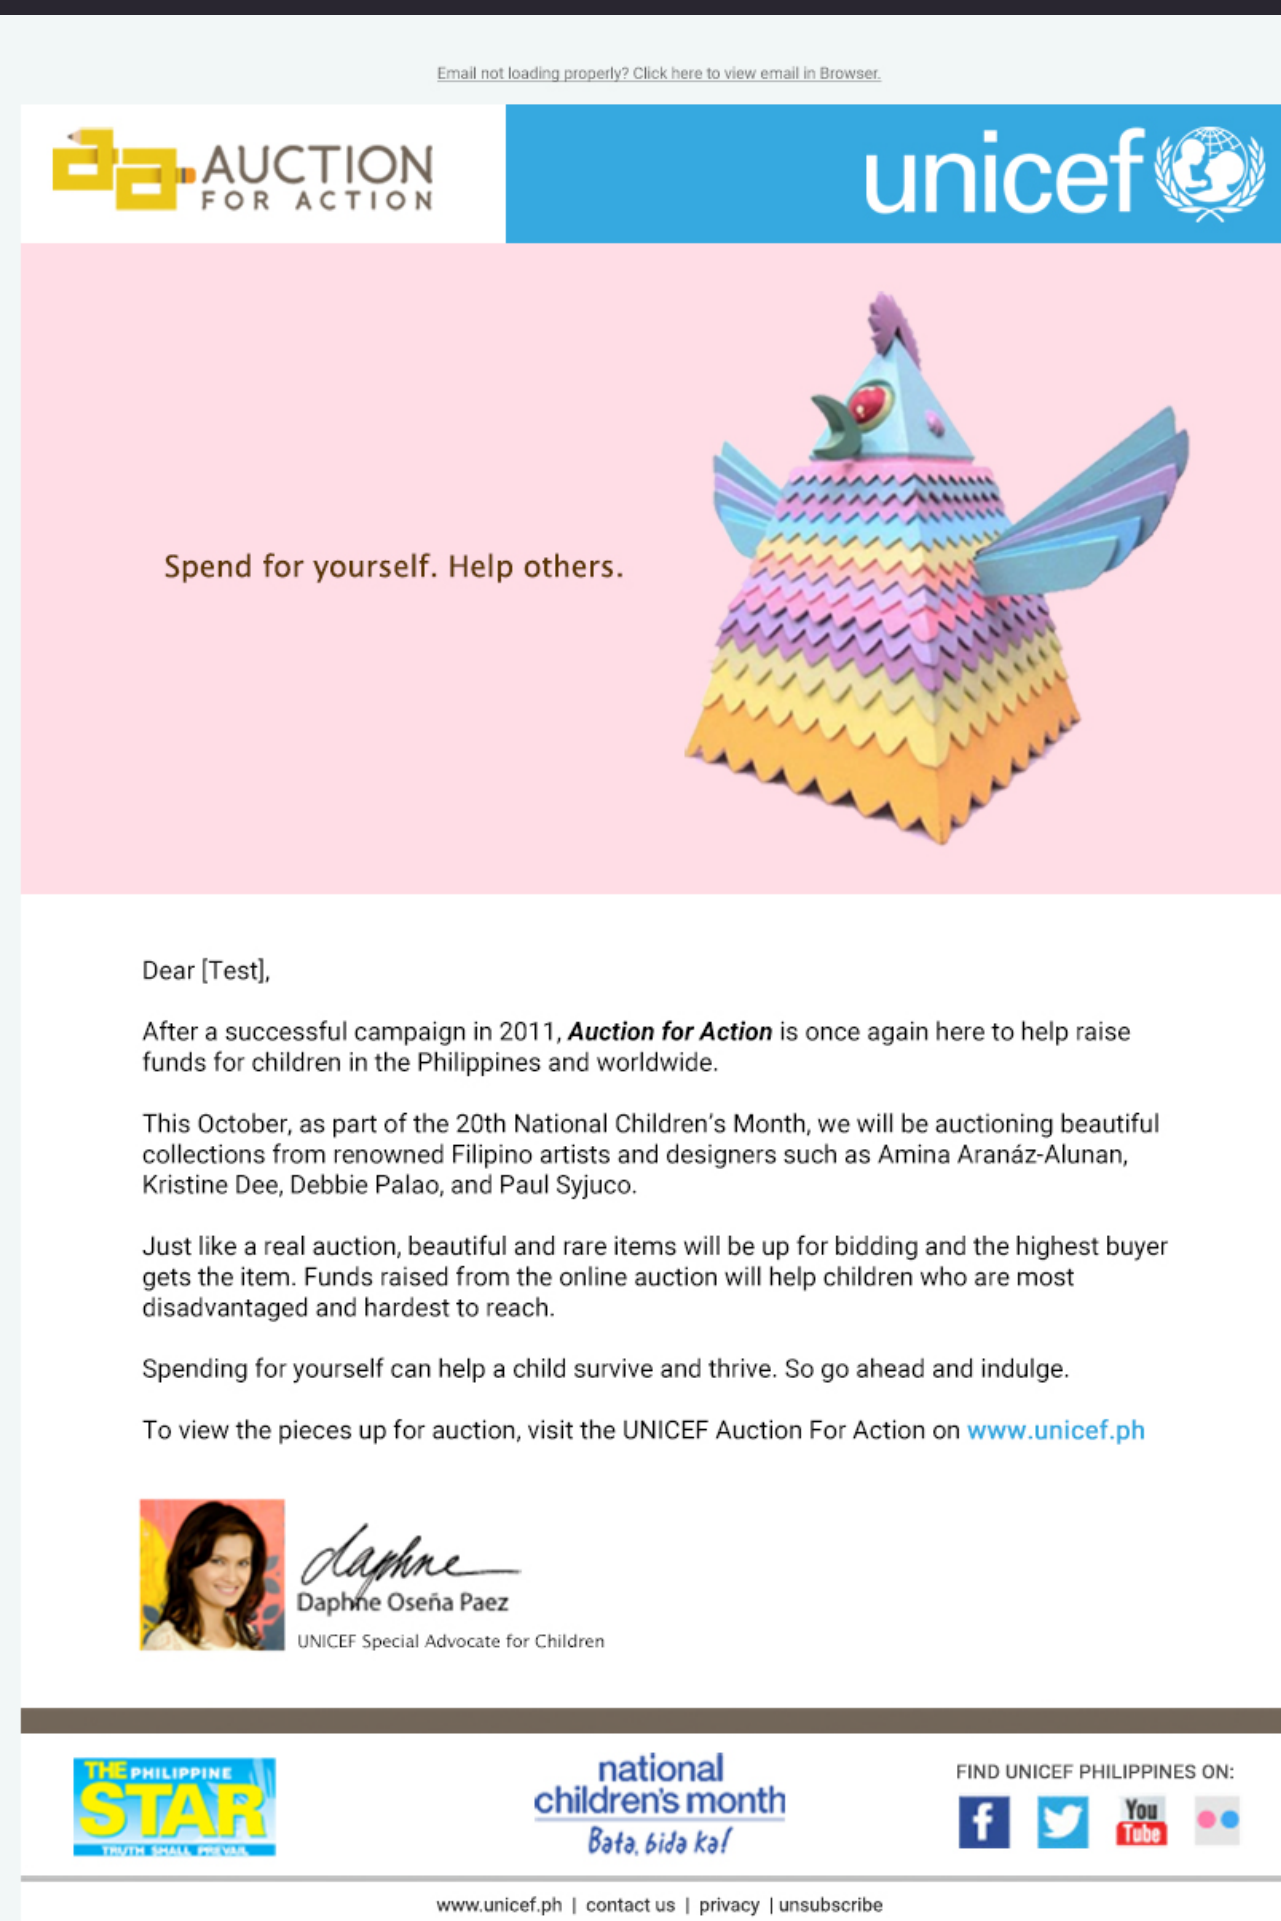 Email not loading properly? Click here to view email in Browser.
AUCTION
FOR ACTION
unicef
Spend for yourself. Help others.
Dear [Test],
After a successful campaign in 2011, Auction for Action is once again here to help raise
funds for children in the Philippines and worldwide.
This October, as part of the 20th National Children's Month, we will be auctioning beautiful
collections from renowned Filipino artists and designers such as Amina Aranáz-Alunan,
Kristine Dee, Debbie Palao, and Paul Syjuco.
Just like a real auction, beautiful and rare items will be up for bidding and the highest buyer
gets the item. Funds raised from the online auction will help children who are most
disadvantaged and hardest to reach.
Spending for yourself can help a child survive and thrive. So go ahead and indulge.
To view the pieces up for auction, visit the UNICEF Auction For Action on www.unicef.ph
daphne
Daphne Oseña Paez
UNICEF Special Advocate for Children
THE PHILIPPINE
STAR
TRUTH SHALL PREVAIL
national
children's month
Bata, bida ka!
FIND UNICEF PHILIPPINES ON:
f
You
Tube
www.unicef.ph | contact us | privacy | unsubscribe